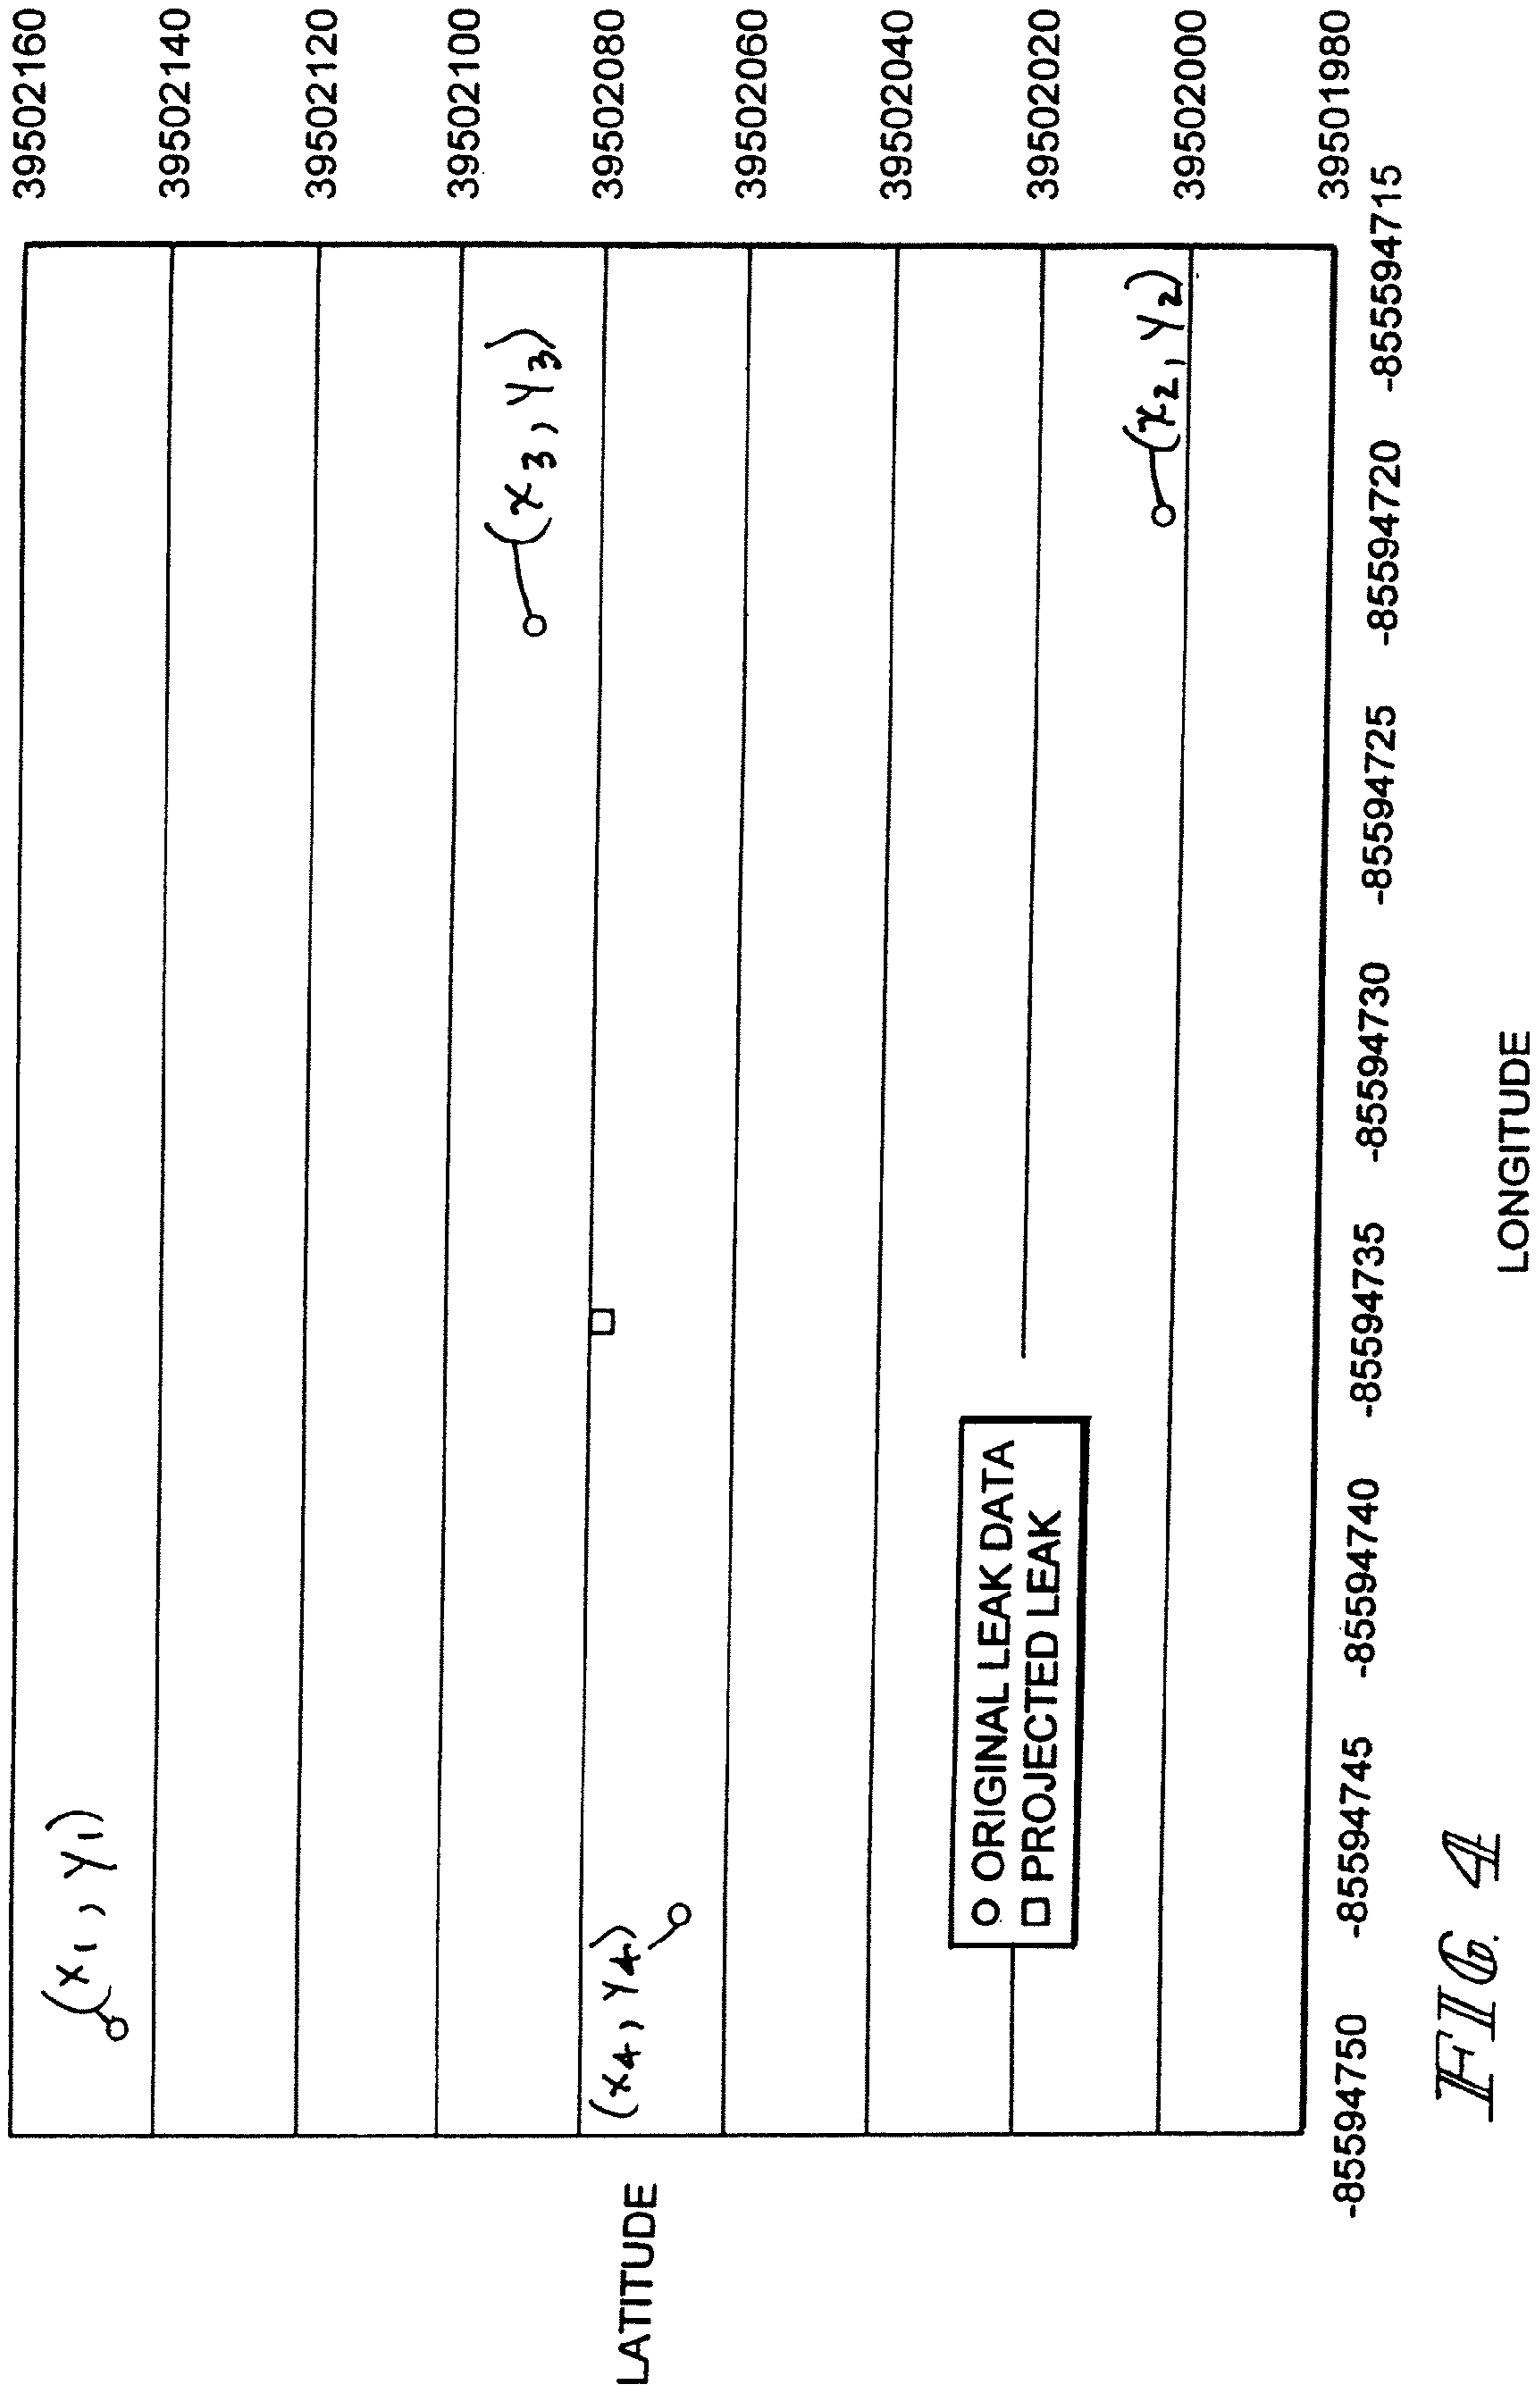 39502160
39502140
39502120
39502100
39502080
39502060
39502040
39502020
39502000
39501980
(x1, y1)
(x3, y3)
(x4, y4)
(x2, y2)
LATITUDE
ORIGINAL LEAK DATA
PROJECTED LEAK
-85594750 -85594745 -85594740 -85594735 -85594730 -85594725 -85594720 -85594715
LONGITUDE
FIG. 4